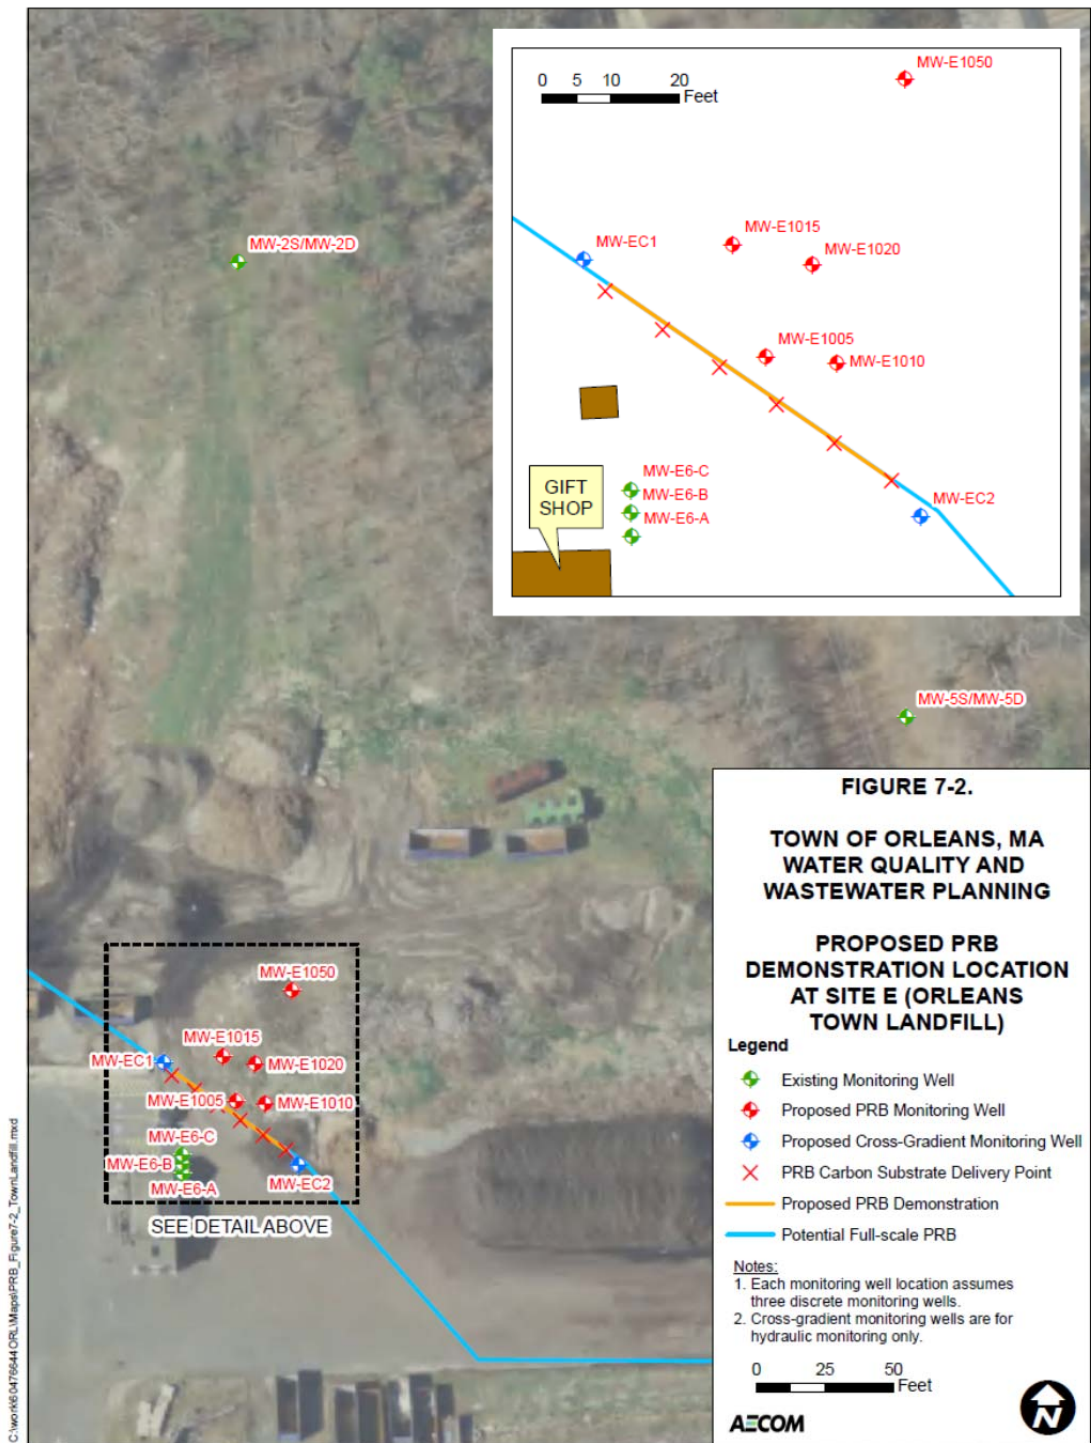 MW-E1050
0 5 10 20
Feet
MW-EC1
MW-E1015
MW-E1020
MW-E1005
MW-E1010
MW-E6-C
MW-E6-B
MW-E6-A
GIFT
SHOP
MW-EC2
MW-2S/MW-2D
MW-5S/MW-5D
MW-E1050
MW-E1015
MW-EC1
MW-E1020
MW-E1005
MW-E1010
MW-E6-C
MW-E6-B
MW-E6-A
MW-EC2
SEE DETAIL ABOVE
FIGURE 7-2.
TOWN OF ORLEANS, MA
WATER QUALITY AND
WASTEWATER PLANNING
PROPOSED PRB
DEMONSTRATION LOCATION
AT SITE E (ORLEANS
TOWN LANDFILL)
Legend
Existing Monitoring Well
Proposed PRB Monitoring Well
Proposed Cross-Gradient Monitoring Well
PRB Carbon Substrate Delivery Point
Proposed PRB Demonstration
Potential Full-scale PRB
Notes:
1. Each monitoring well location assumes
three discrete monitoring wells.
2. Cross-gradient monitoring wells are for
hydraulic monitoring only.
0 25 50
Feet
AECOM
N
C:\work\60476644ORL\Maps\PRB_Figure7-2_TownLandfill.mxd